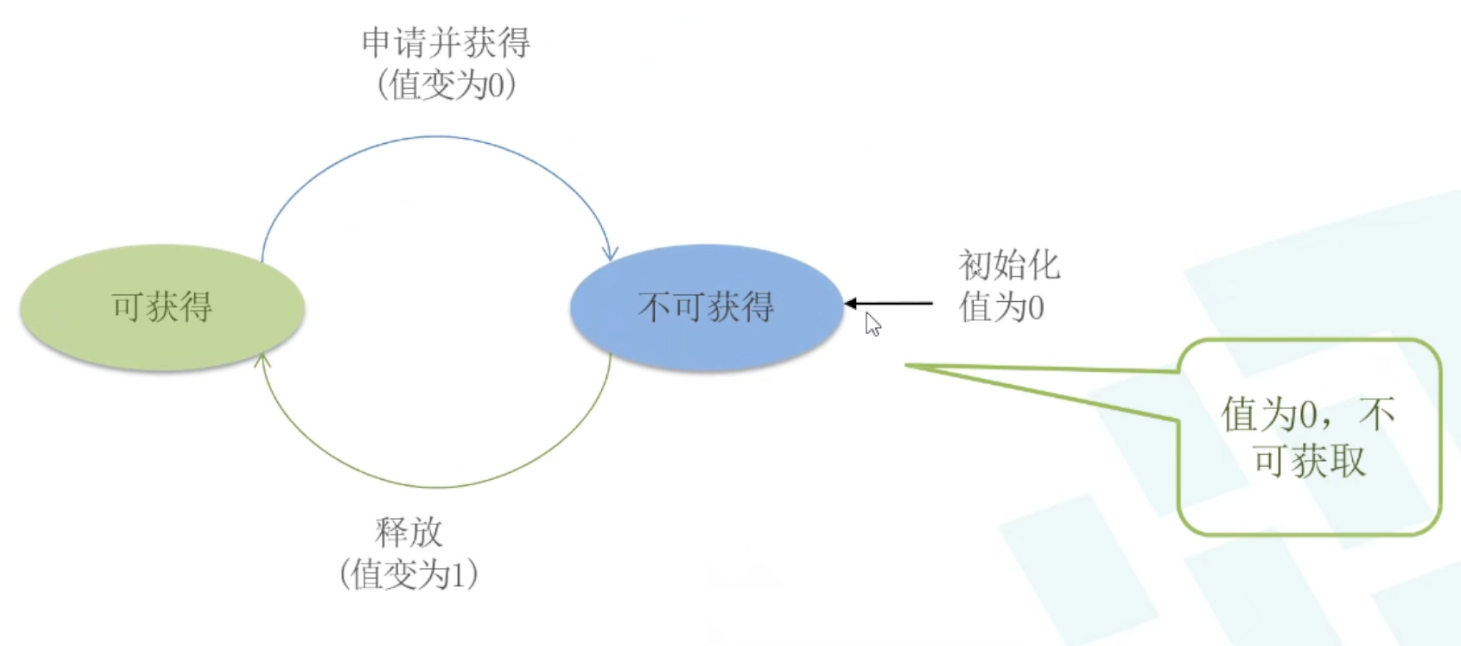 申请并获得
(值变为0)
可获得
不可获得
初始化
值为0
值为0，不
可获取
释放
(值变为1)